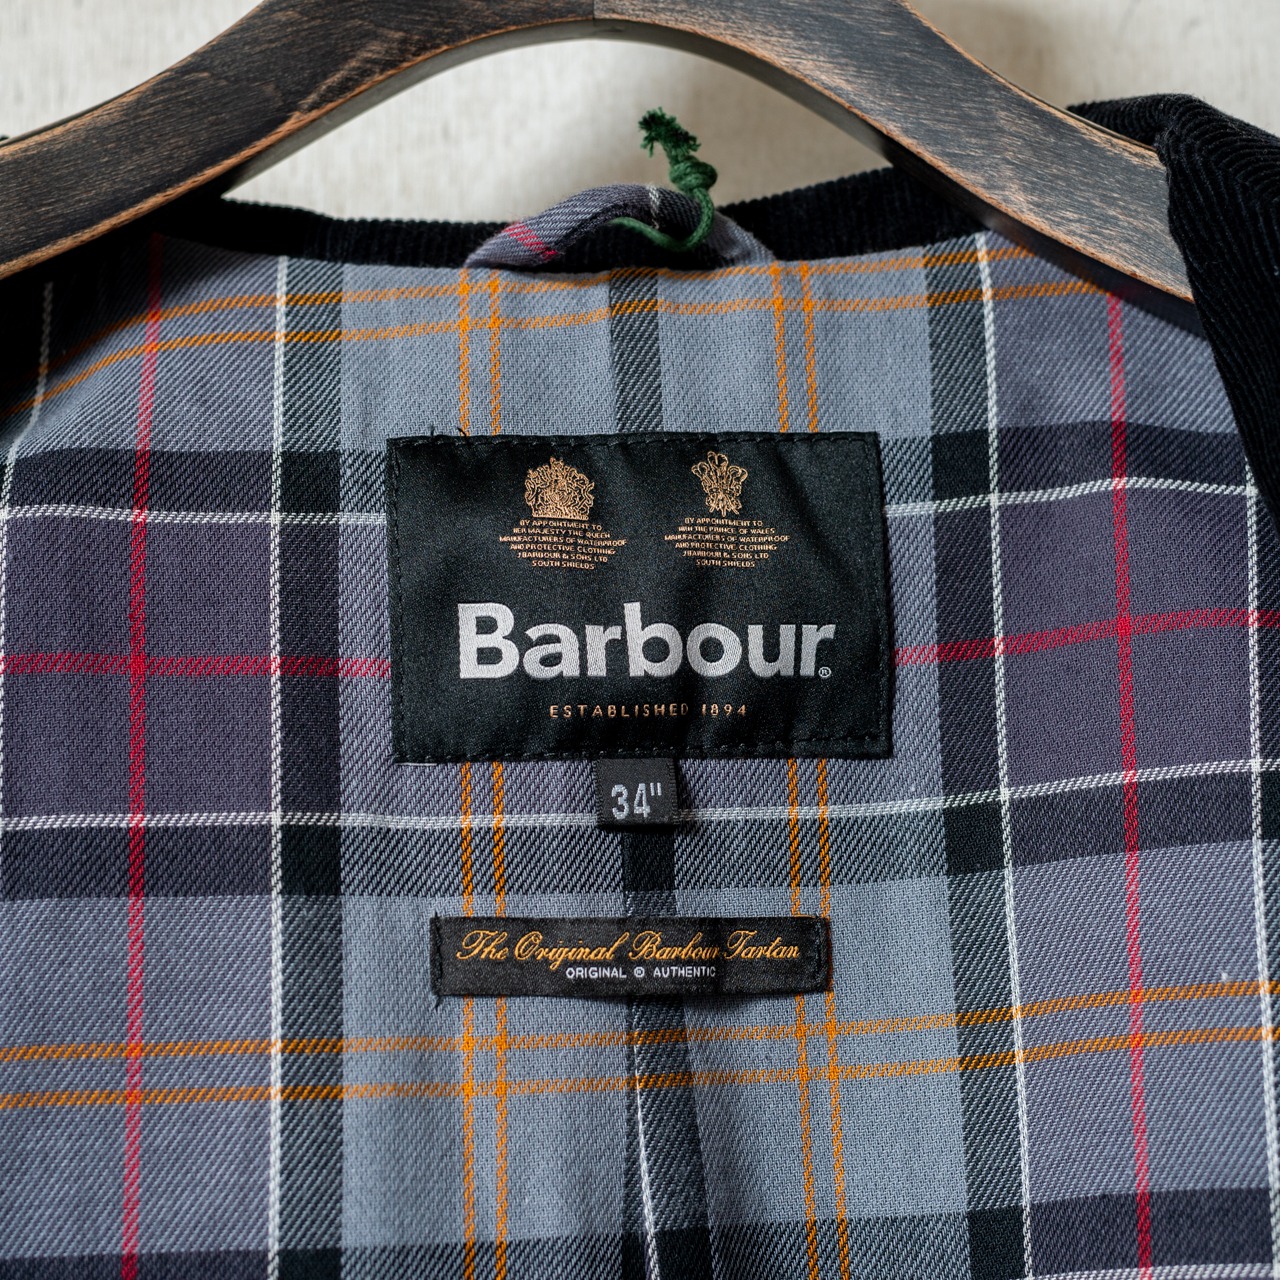 BY APPOINTMENT TO
HER MAJESTY THE QUEEN
MANUFACTURERS OF WATERPROOF
AND PROTECTIVE CLOTHING
J BARBOUR & SONS LTD
SOUTH SHIELDS
BY APPOINTMENT TO
HRH THE PRINCE OF WALES
MANUFACTURERS OF WATERPROOF
AND PROTECTIVE CLOTHING
J BARBOUR & SONS LTD
SOUTH SHIELDS
Barbour®
ESTABLISHED 1894
34"
The Original Barbour Tartan
ORIGINAL ® AUTHENTIC